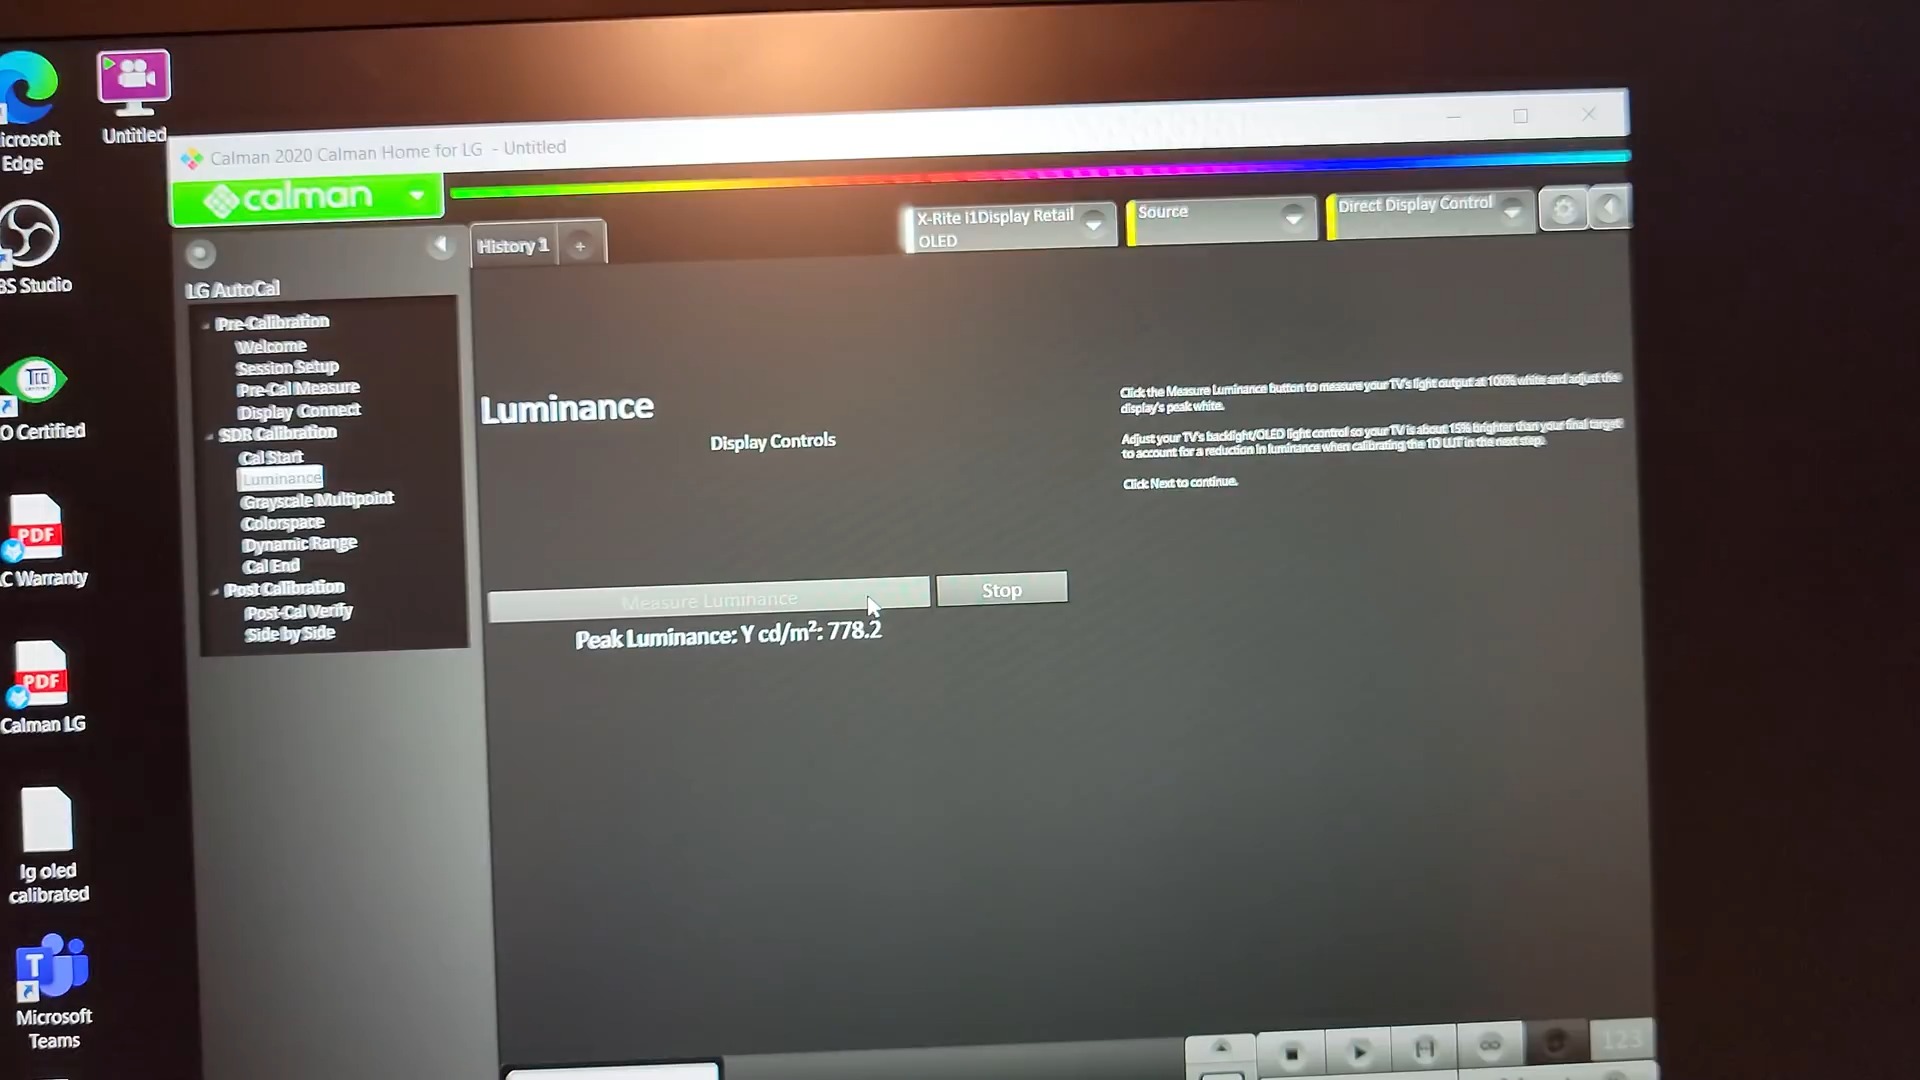 Microsoft
Edge
Untitled
BS Studio
O Certified
PDF
C Warranty
PDF
Calman LG
lg oled
calibrated
Microsoft
Teams
Calman 2020 Calman Home for LG - Untitled
calman
History 1
+
X-Rite i1Display Retail
OLED
Source
Direct Display Control
LG AutoCal
Pre-Calibration
Welcome
Session Setup
Pre-Cal Measure
Display Connect
SDR Calibration
Cal Start
Luminance
Grayscale Multipoint
Colorspace
Dynamic Range
Cal End
Post Calibration
Post-Cal Verify
Side by Side
Luminance
Display Controls
Measure Luminance
Stop
Peak Luminance: Y cd/m²: 778.2
Click the Measure Luminance button to measure your TV's light output at 100% white and adjust the
display's peak white.
Adjust your TV's backlight/OLED light control so your TV is about 15% brighter than your final target
to account for a reduction in luminance when calibrating the 1D LUT in the next step.
Click Next to continue.
123